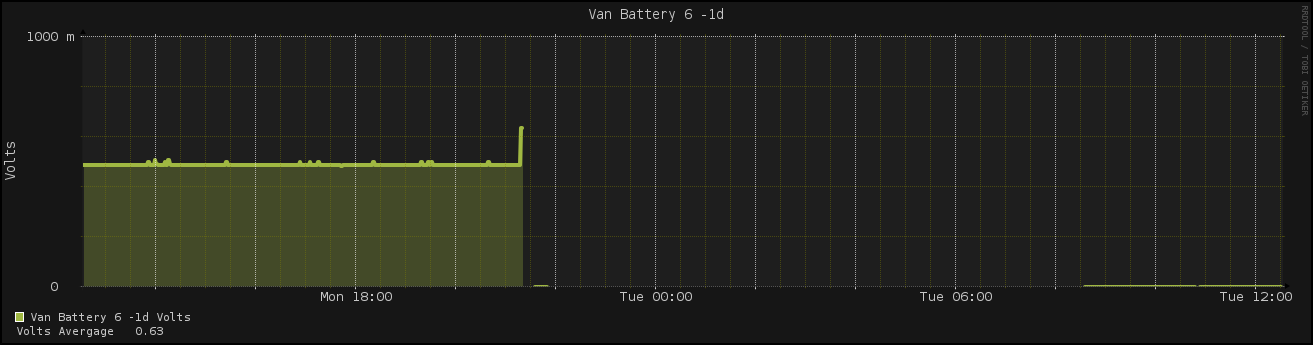 Van Battery 6 -1d
RRDTOOL / TOBI OETIKER
1000 m
Volts
0
Mon 18:00 Tue 00:00 Tue 06:00 Tue 12:00
Van Battery 6 -1d Volts
Volts Avergage 0.63